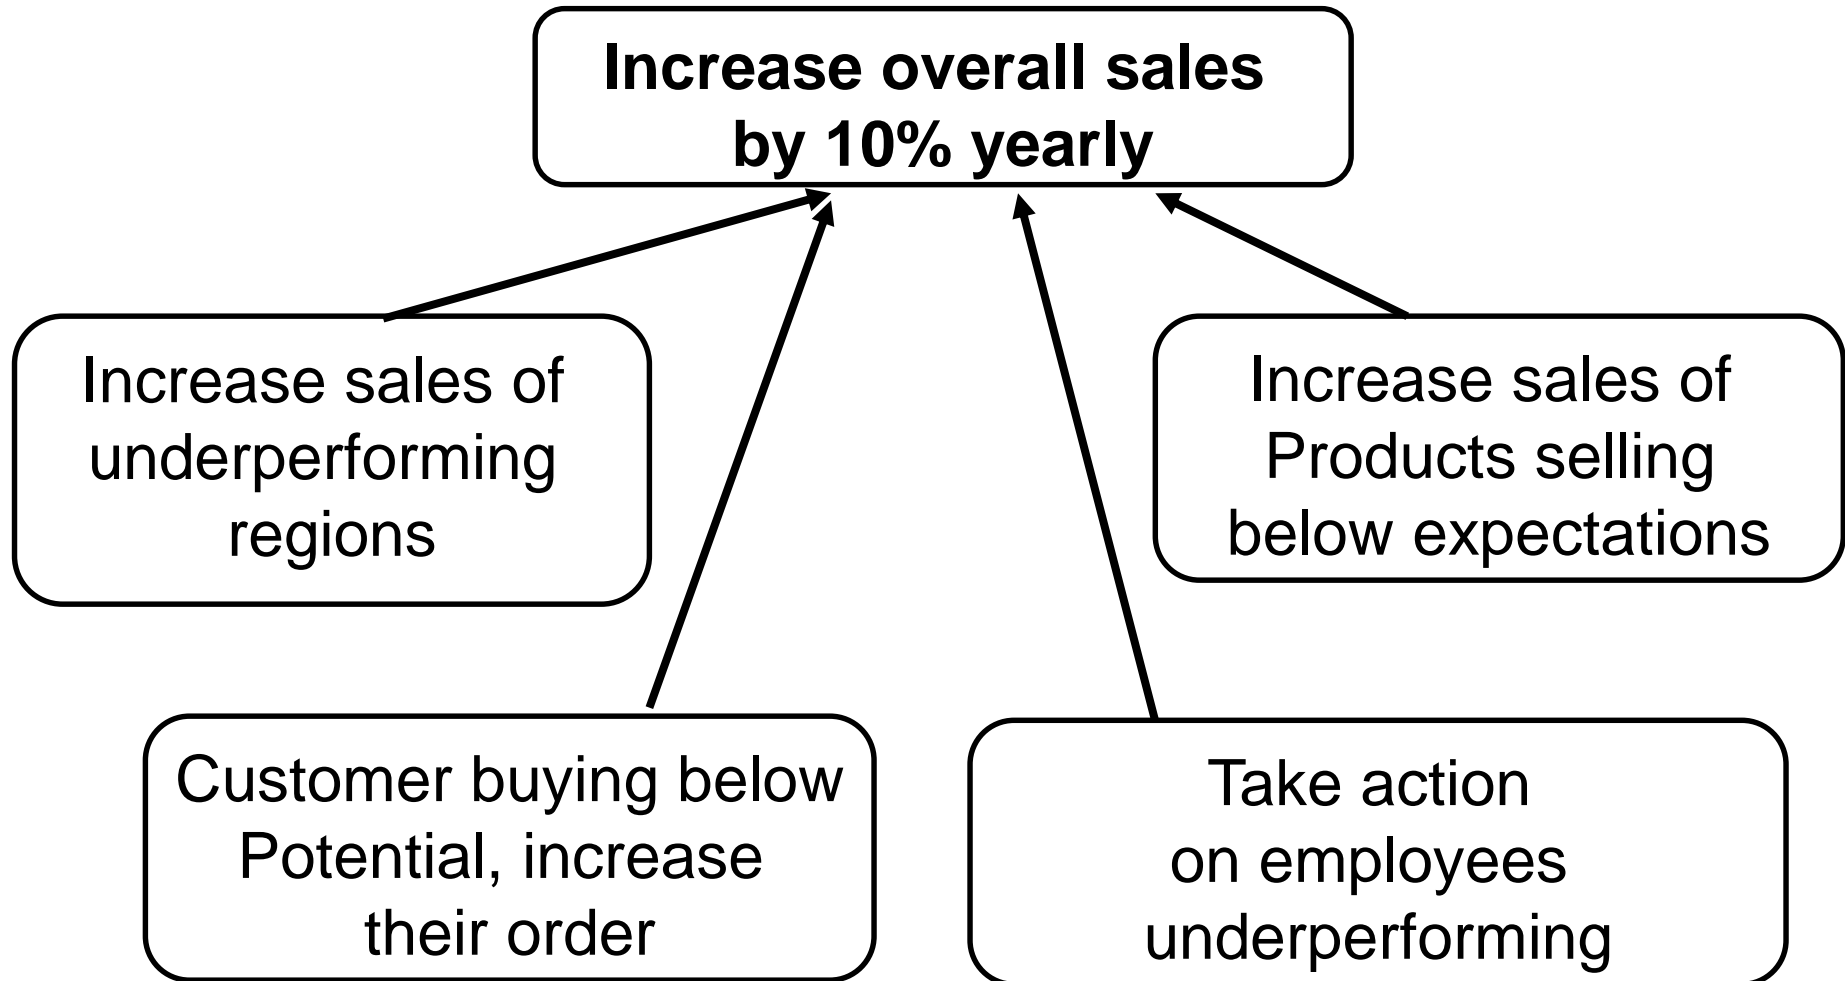 Increase overall sales
by 10% yearly
Increase sales of
underperforming
regions
Increase sales of
Products selling
below expectations
Customer buying below
Potential, increase
their order
Take action
on employees
underperforming